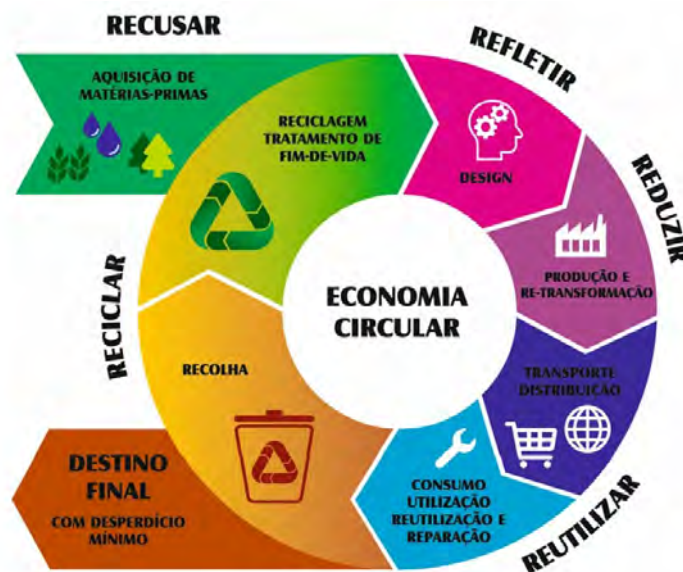 RECUSAR
AQUISIÇÃO DE
MATÉRIAS-PRIMAS
RECICLAGEM
TRATAMENTO DE
FIM-DE-VIDA
REFLETIR
DESIGN
REDUZIR
PRODUÇÃO E
RE-TRANSFORMAÇÃO
ECONOMIA
CIRCULAR
TRANSPORTE
DISTRIBUIÇÃO
REUTILIZAR
CONSUMO
UTILIZAÇÃO
REUTILIZAÇÃO E
REPARAÇÃO
RECOLHA
RECICLAR
DESTINO
FINAL
COM DESPERDÍCIO
MÍNIMO